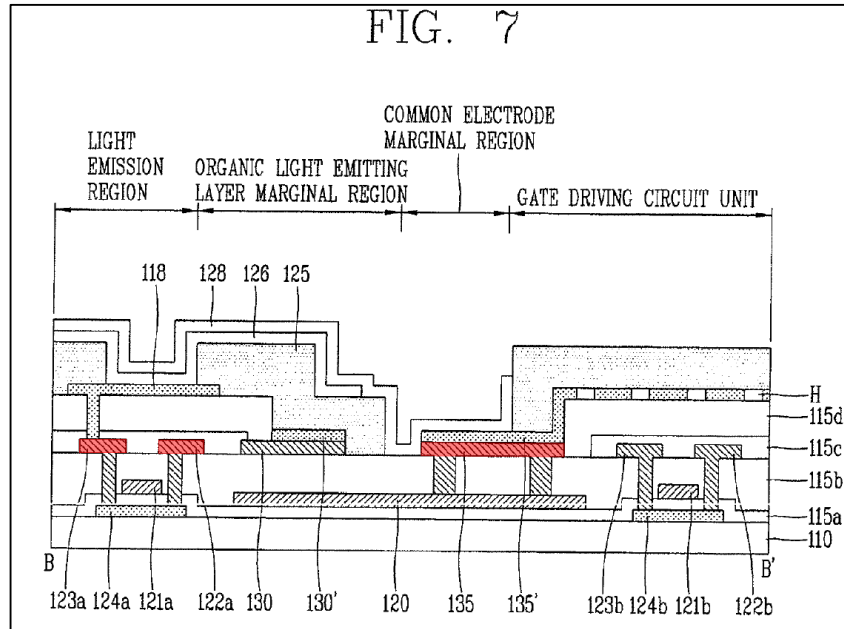 FIG. 7
COMMON ELECTRODE
MARGINAL REGION
LIGHT
EMISSION
REGION
ORGANIC LIGHT EMITTING
LAYER MARGINAL REGION
GATE DRIVING CIRCUIT UNIT
118
128
126
125
H
115d
115c
115b
115a
110
B
B'
123a
124a
121a
122a
130
130'
120
135
135'
123b
124b
121b
122b